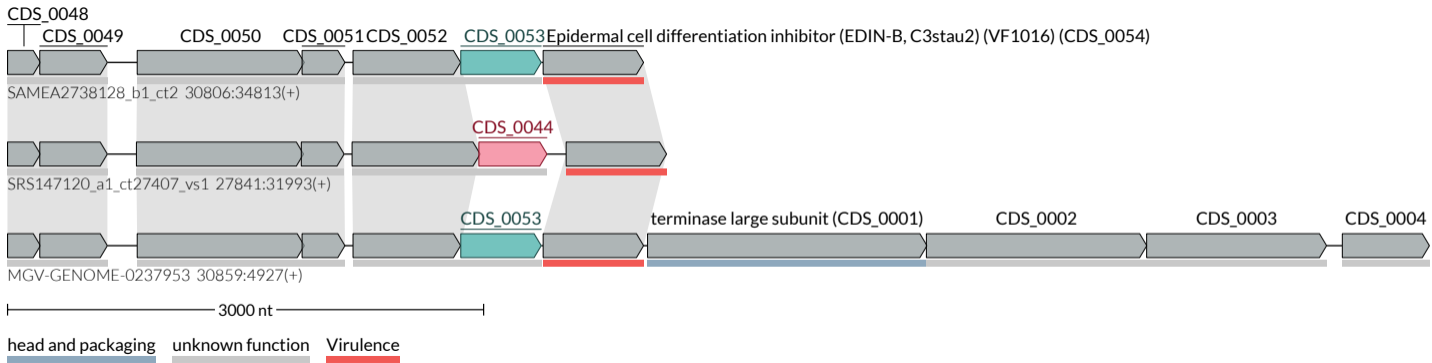 CDS_0048
CDS_0049 CDS_0050 CDS_0051 CDS_0052 CDS_0053 Epidermal cell differentiation inhibitor (EDIN-B, C3stau2) (VF1016) (CDS_0054)
SAMEA2738128_b1_ct2 30806:34813(+)
CDS_0044
SRS147120_a1_ct27407_vs1 27841:31993(+)
CDS_0053 terminase large subunit (CDS_0001) CDS_0002 CDS_0003 CDS_0004
MGV-GENOME-0237953 30859:4927(+)
3000 nt
head and packaging unknown function Virulence